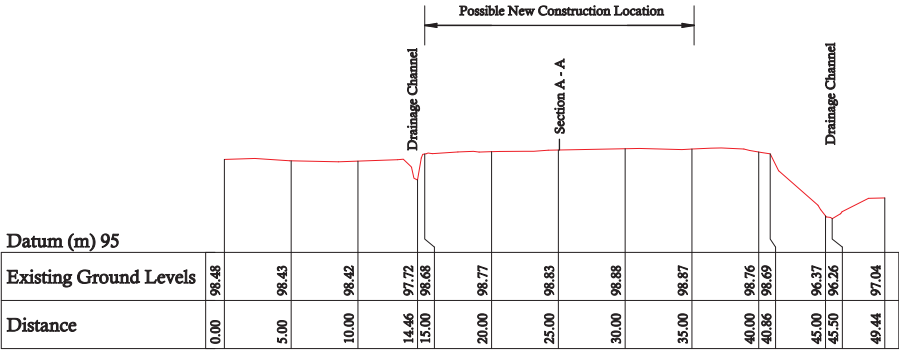 Possible New Construction Location
Drainage Channel
Section A - A
Drainage Channel
Datum (m) 95
Existing Ground Levels 98.48 98.43 98.42 97.72 98.68 98.77 98.83 98.88 98.87 98.76 98.69 96.37 96.26 97.04
Distance 0.00 5.00 10.00 14.46 15.00 20.00 25.00 30.00 35.00 40.00 40.86 45.00 45.50 49.44